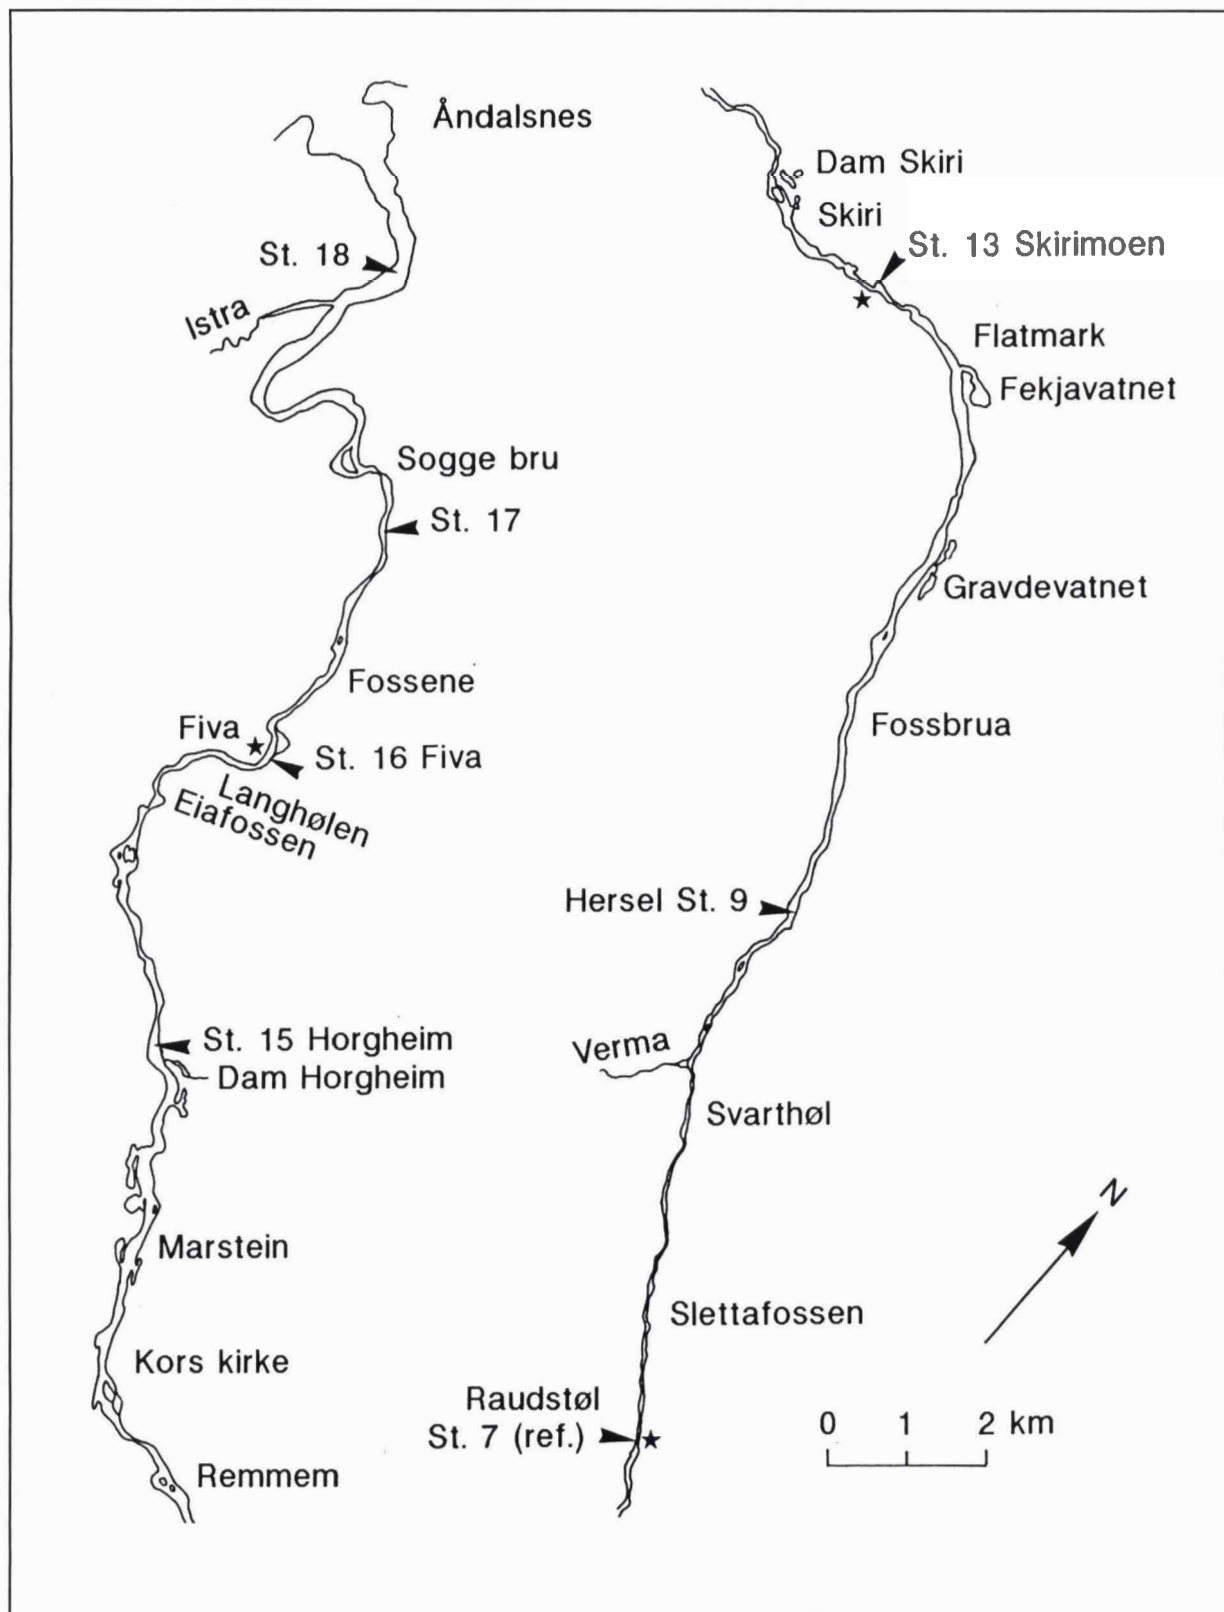 Åndalsnes
St. 18
Istra
Sogge bru
St. 17
Fossene
Fiva
St. 16 Fiva
Langhølen
Eiafossen
St. 15 Horgheim
Dam Horgheim
Marstein
Kors kirke
Remmem
Dam Skiri
Skiri
St. 13 Skirimoen
Flatmark
Fekjavatnet
Gravdevatnet
Fossbrua
Hersel St. 9
Verma
Svarthøl
Slettafossen
Raudstøl
St. 7 (ref.)
N
0 1 2 km